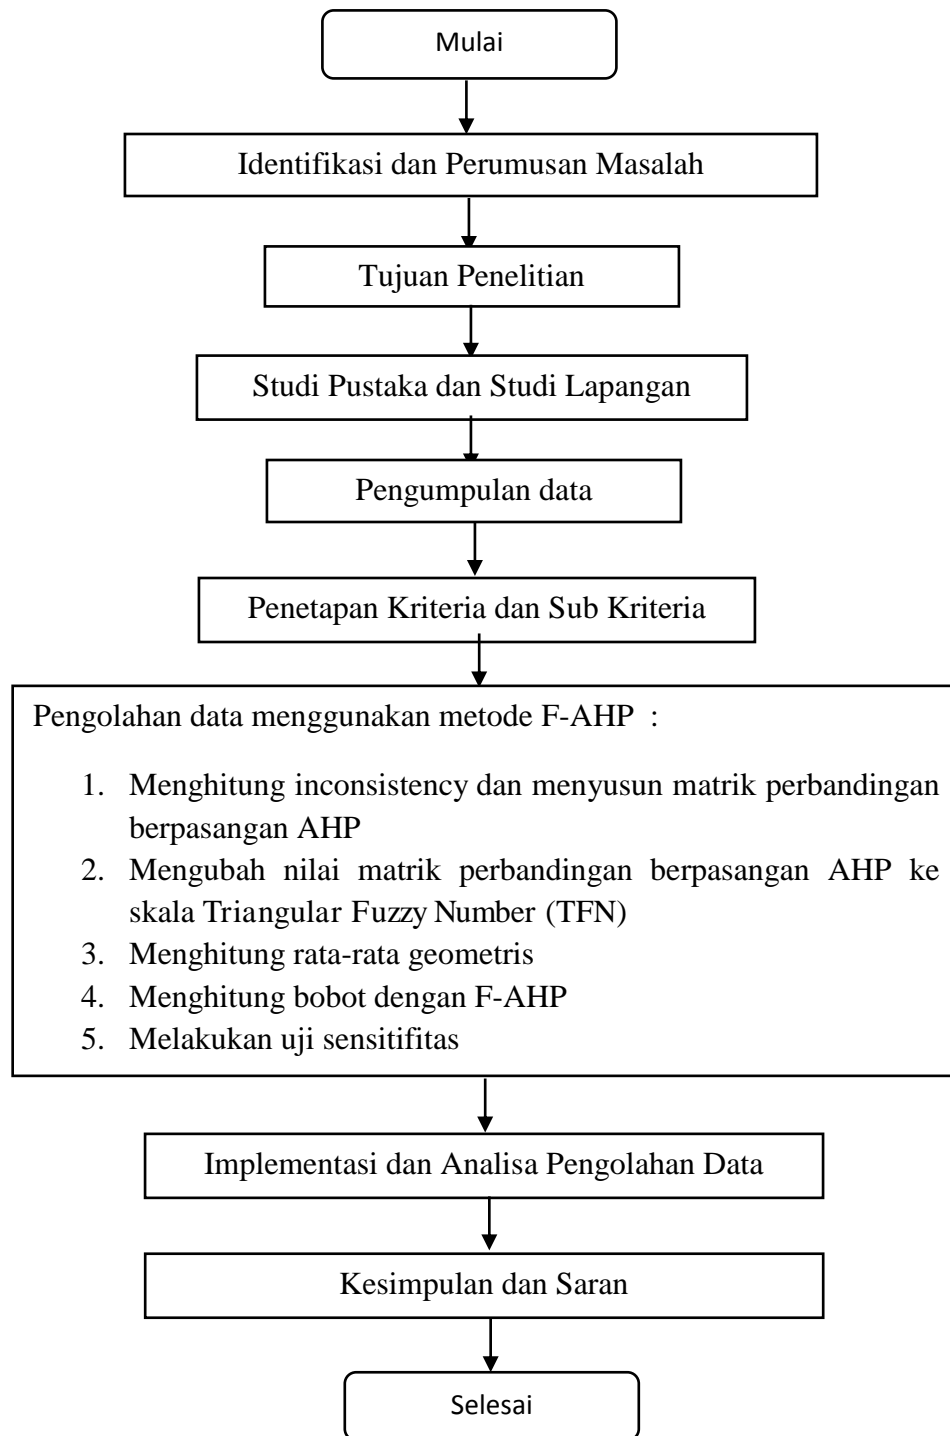 Mulai
Identifikasi dan Perumusan Masalah
Tujuan Penelitian
Studi Pustaka dan Studi Lapangan
Pengumpulan data
Penetapan Kriteria dan Sub Kriteria
Pengolahan data menggunakan metode F-AHP :
1. Menghitung inconsistency dan menyusun matrik perbandingan
berpasangan AHP
2. Mengubah nilai matrik perbandingan berpasangan AHP ke
skala Triangular Fuzzy Number (TFN)
3. Menghitung rata-rata geometris
4. Menghitung bobot dengan F-AHP
5. Melakukan uji sensitifitas
Implementasi dan Analisa Pengolahan Data
Kesimpulan dan Saran
Selesai